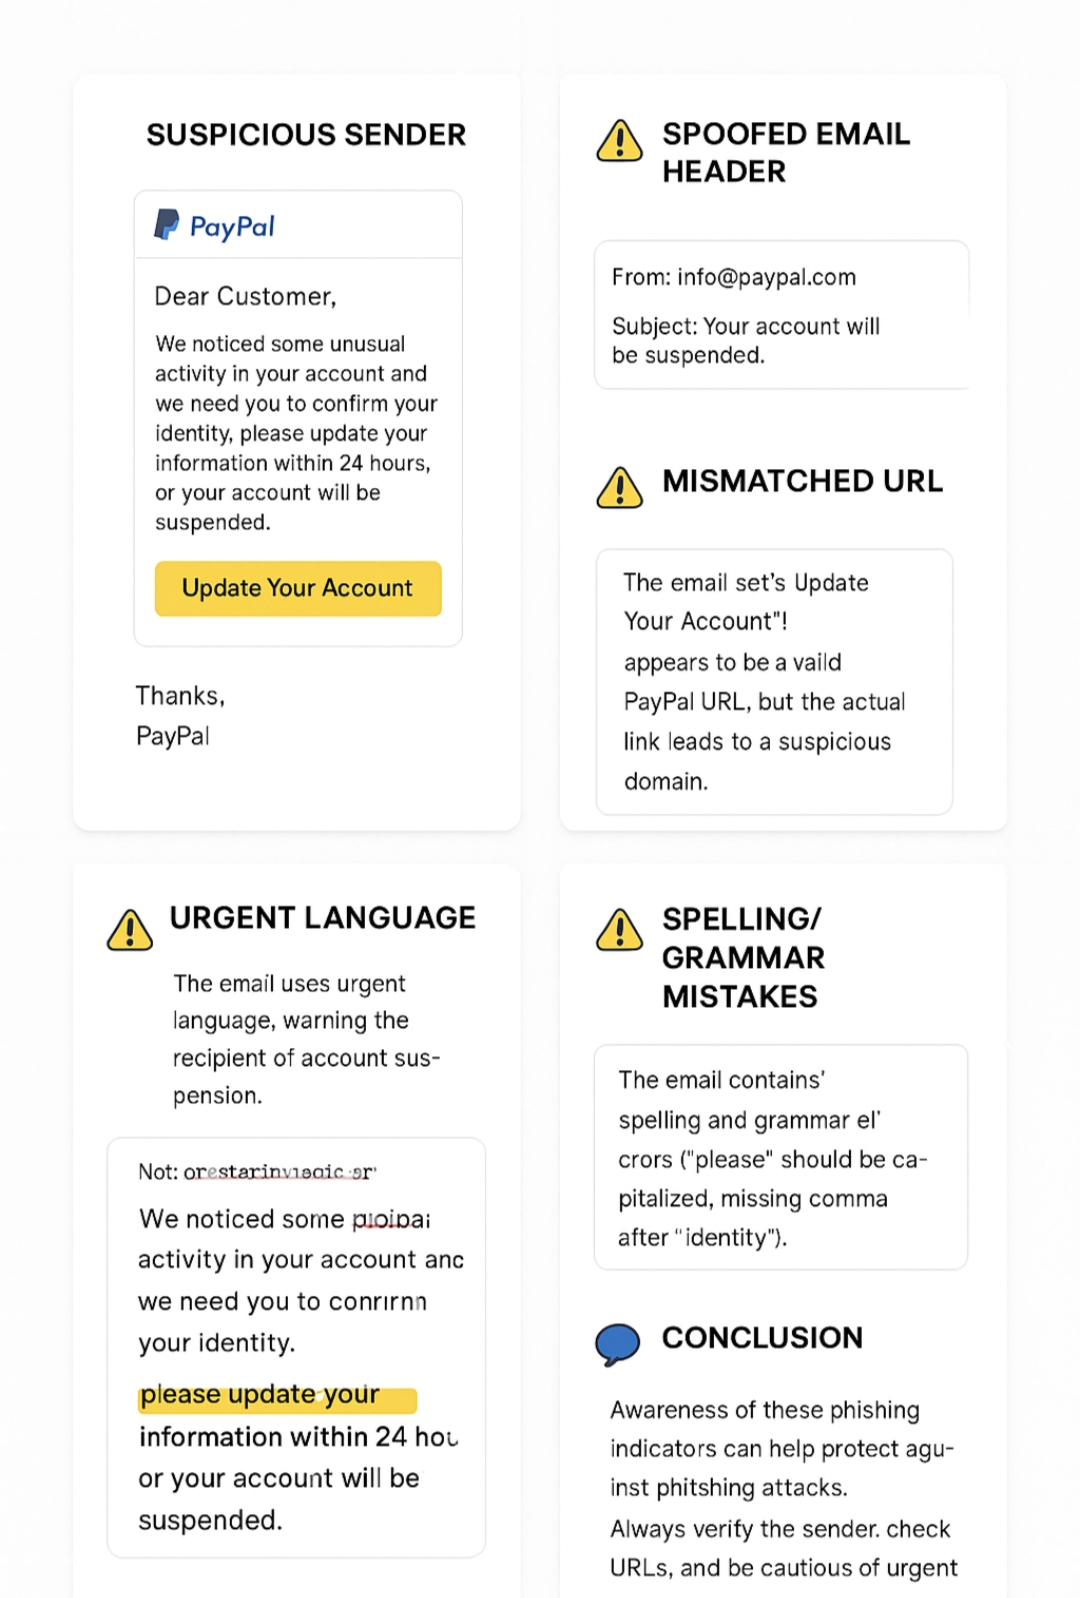 SUSPICIOUS SENDER
PayPal
Dear Customer,
We noticed some unusual
activity in your account and
we need you to confirm your
identity, please update your
information within 24 hours,
or your account will be
suspended.
Update Your Account
Thanks,
PayPal
SPOOFED EMAIL
HEADER
From: info@paypal.com
Subject: Your account will
be suspended.
MISMATCHED URL
The email set's Update
Your Account"!
appears to be a vaild
PayPal URL, but the actual
link leads to a suspicious
domain.
URGENT LANGUAGE
The email uses urgent
language, warning the
recipient of account sus-
pension.
Not:
We noticed some
activity in your account anc
we need you to
your identity.
please update your
information within 24
or your account will be
suspended.
SPELLING/
GRAMMAR
MISTAKES
The email contains'
spelling and grammar el'
crors ("please" should be ca-
pitalized, missing comma
after "identity").
CONCLUSION
Awareness of these phishing
indicators can help protect agu-
inst phitshing attacks.
Always verify the sender. check
URLs, and be cautious of urgent